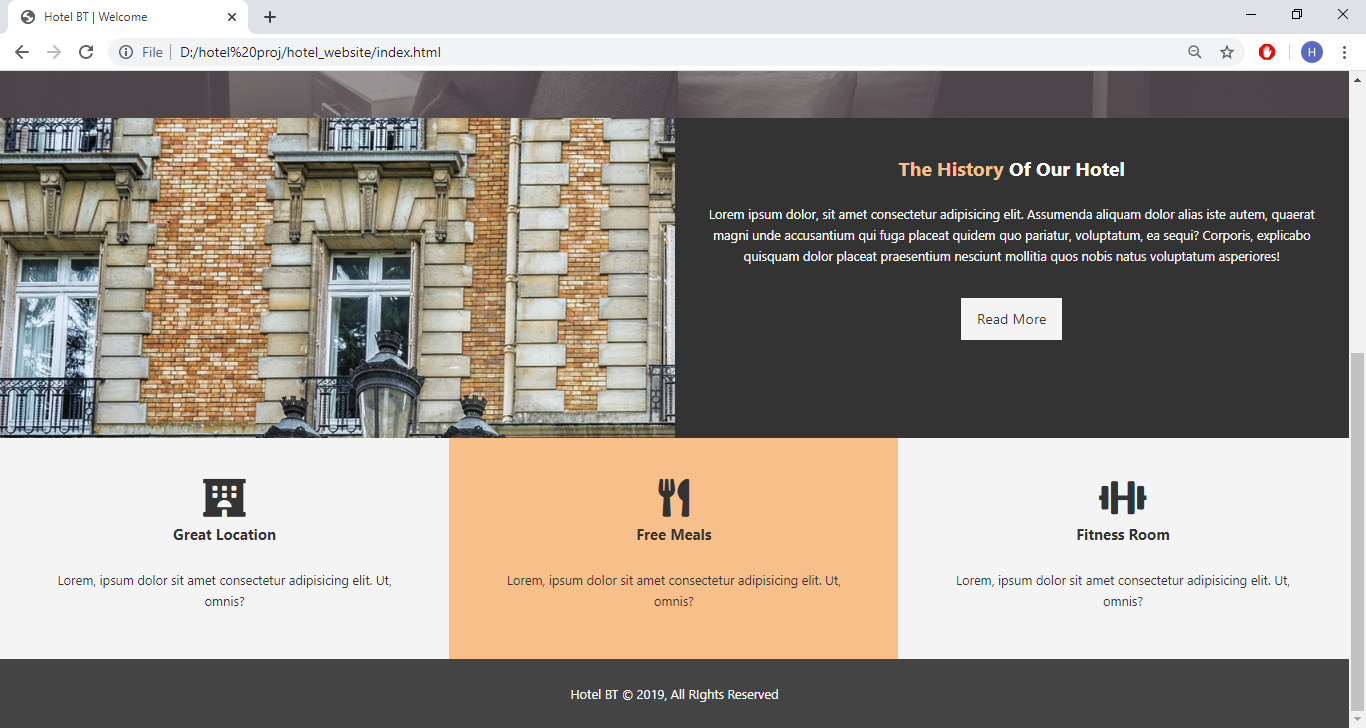 Hotel BT | Welcome
File | D:/hotel%20proj/hotel_website/index.html
H
The History Of Our Hotel
Lorem ipsum dolor, sit amet consectetur adipisicing elit. Assumenda aliquam dolor alias iste autem, quaerat
magni unde accusantium qui fuga placeat quidem quo pariatur, voluptatum, ea sequi? Corporis, explicabo
quisquam dolor placeat praesentium nesciunt mollitia quos nobis natus voluptatum asperiores!
Read More
Great Location
Lorem, ipsum dolor sit amet consectetur adipisicing elit. Ut,
omnis?
Free Meals
Lorem, ipsum dolor sit amet consectetur adipisicing elit. Ut,
omnis?
Fitness Room
Lorem, ipsum dolor sit amet consectetur adipisicing elit. Ut,
omnis?
Hotel BT © 2019, All RIghts Reserved